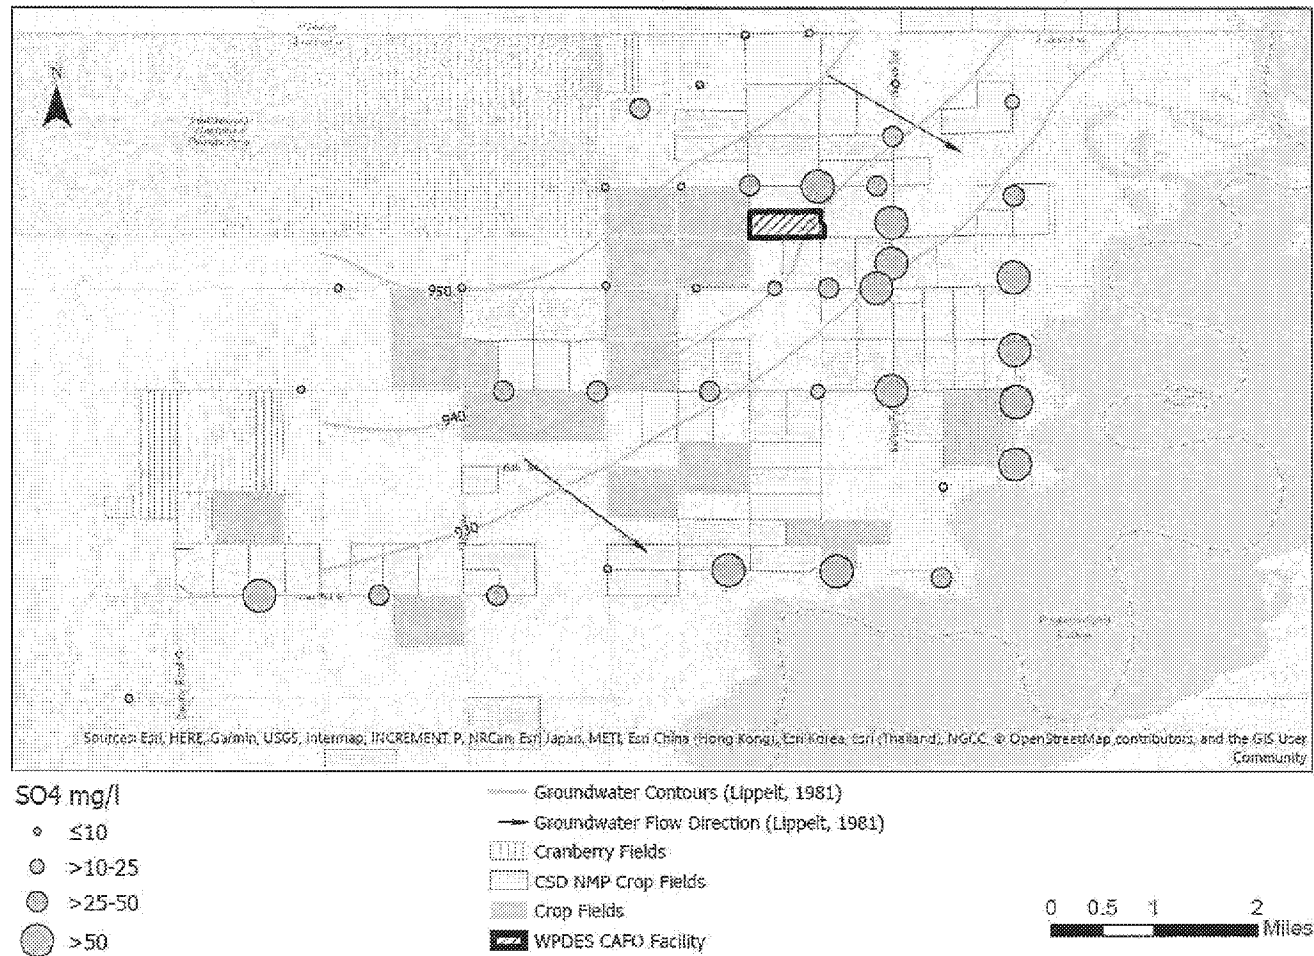 N
950
940
930
Petenwell
Lake
Sources: Esri, HERE, Garmin, USGS, Intermap, INCREMENT P, NRCan, Esri Japan, METI, Esri China (Hong Kong), Esri Korea, Esri (Thailand), NGCC, © OpenStreetMap contributors, and the GIS User
Community
SO4 mg/l
≤10
>10-25
>25-50
>50
Groundwater Contours (Lippelt, 1981)
Groundwater Flow Direction (Lippelt, 1981)
Cranberry Fields
CSD NMP Crop Fields
Crop Fields
WPDES CAFO Facility
0 0.5 1 2
Miles